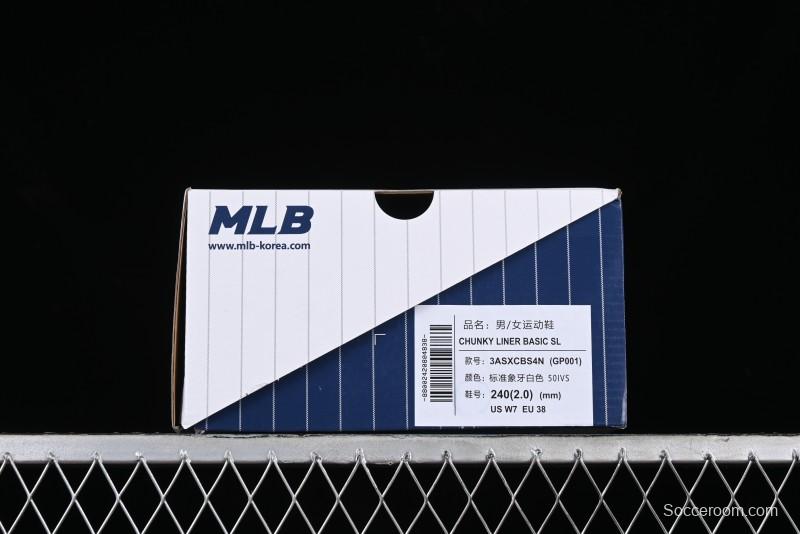 MLB
www.mlb-korea.com
品名：男/女运动鞋
CHUNKY LINER BASIC SL
款号：3ASXCBS4N (GP001)
颜色：标准象牙白色 50IVS
鞋号：240(2.0) (mm)
US W7 EU 38
Socceroom.com